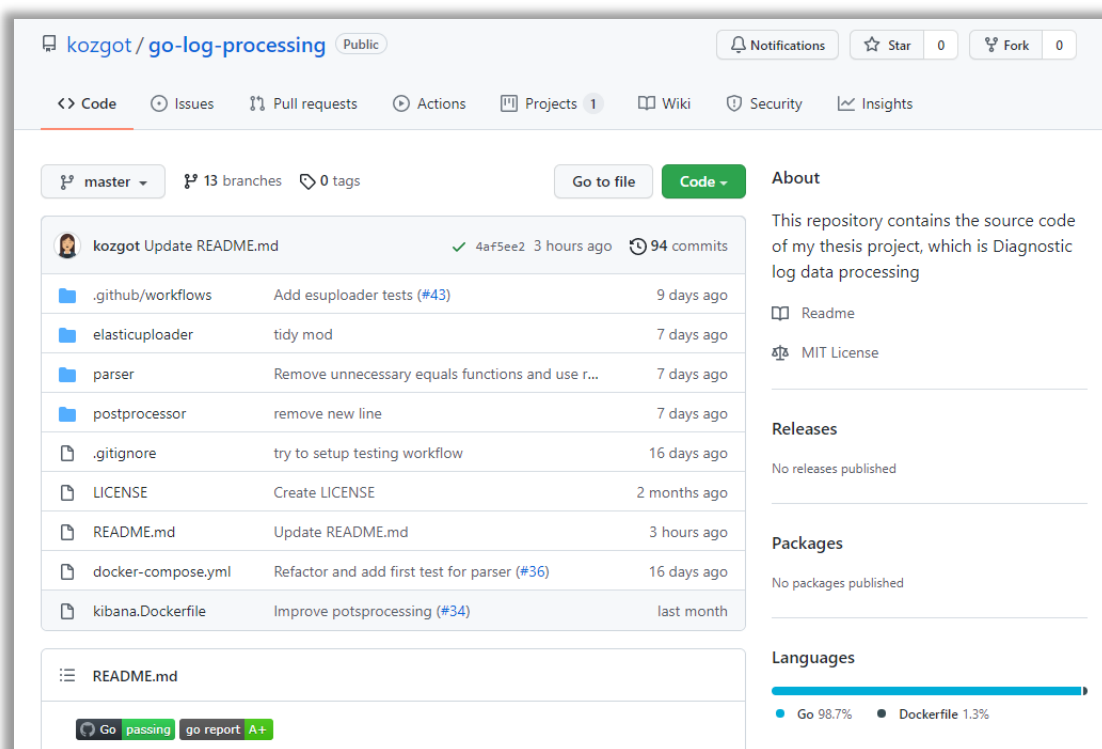 kozgot / go-log-processing Public Notifications Star 0 Fork 0
Code Issues Pull requests Actions Projects 1 Wiki Security Insights
master 13 branches 0 tags Go to file Code
kozgot Update README.md 4af5ee2 3 hours ago 94 commits
.github/workflows Add esuploader tests (#43) 9 days ago
elasticuploader tidy mod 7 days ago
parser Remove unnecessary equals functions and use r... 7 days ago
postprocessor remove new line 7 days ago
.gitignore try to setup testing workflow 16 days ago
LICENSE Create LICENSE 2 months ago
README.md Update README.md 3 hours ago
docker-compose.yml Refactor and add first test for parser (#36) 16 days ago
kibana.Dockerfile Improve potsprocessing (#34) last month
README.md
Go passing go report A+
About
This repository contains the source code
of my thesis project, which is Diagnostic
log data processing
Readme
MIT License
Releases
No releases published
Packages
No packages published
Languages
Go 98.7% Dockerfile 1.3%